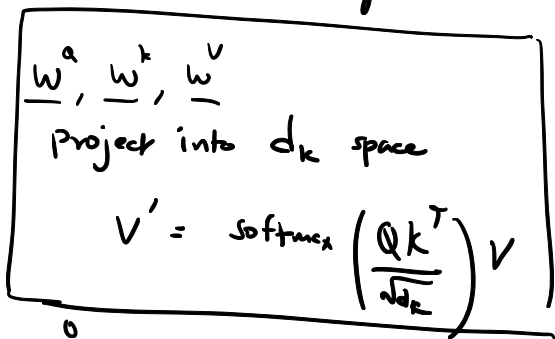 W^Q, W^k, W^V
project into d_k space
V' = softmax (QK^T / √d_k) V